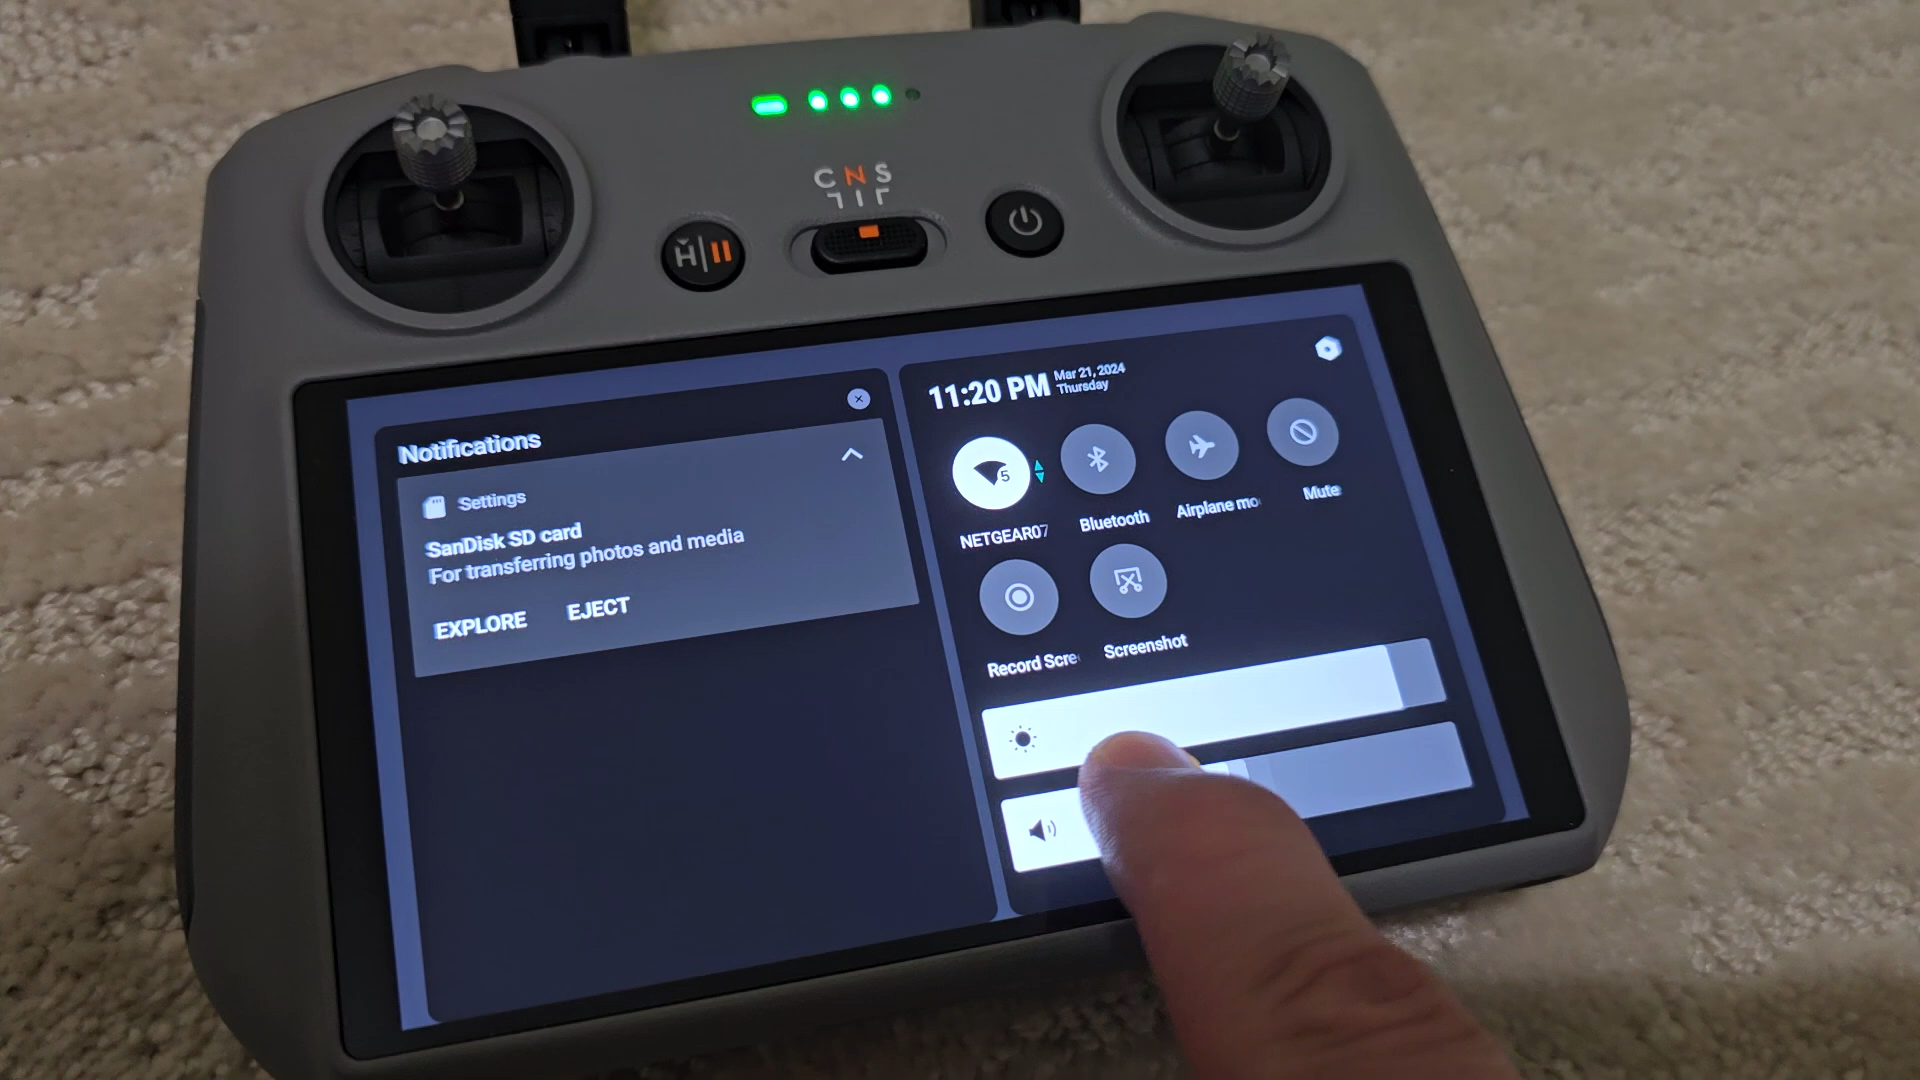 C N S
H
Notifications
Settings
SanDisk SD card
For transferring photos and media
EXPLORE EJECT
11:20 PM
Mar 21, 2024
Thursday
5
NETGEAR07
Bluetooth
Airplane mo
Mute
Record Scre
Screenshot